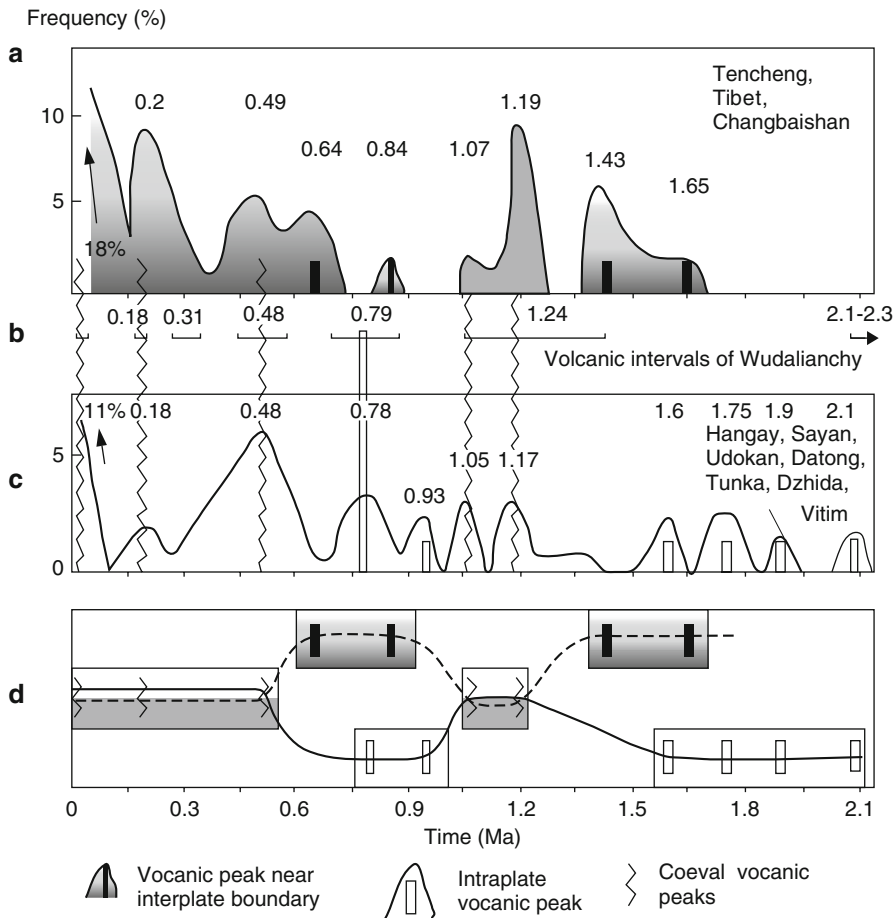 Frequency (%)
a
Tencheng,
Tibet,
Changbaishan
10
5
0.2
0.49
0.64
0.84
1.07
1.19
1.43
1.65
18%
b
0.18
0.31
0.48
0.79
1.24
2.1-2.3
Volcanic intervals of Wudalianchy
c
5
0
11%
0.18
0.48
0.78
0.93
1.05
1.17
1.6
1.75
1.9
2.1
Hangay, Sayan,
Udokan, Datong,
Tunka, Dzhida,
Vitim
d
0
0.3
0.6
0.9
1.2
1.5
1.8
2.1
Time (Ma)
Vocanic peak near
interplate boundary
Intraplate
vocanic peak
Coeval vocanic
peaks